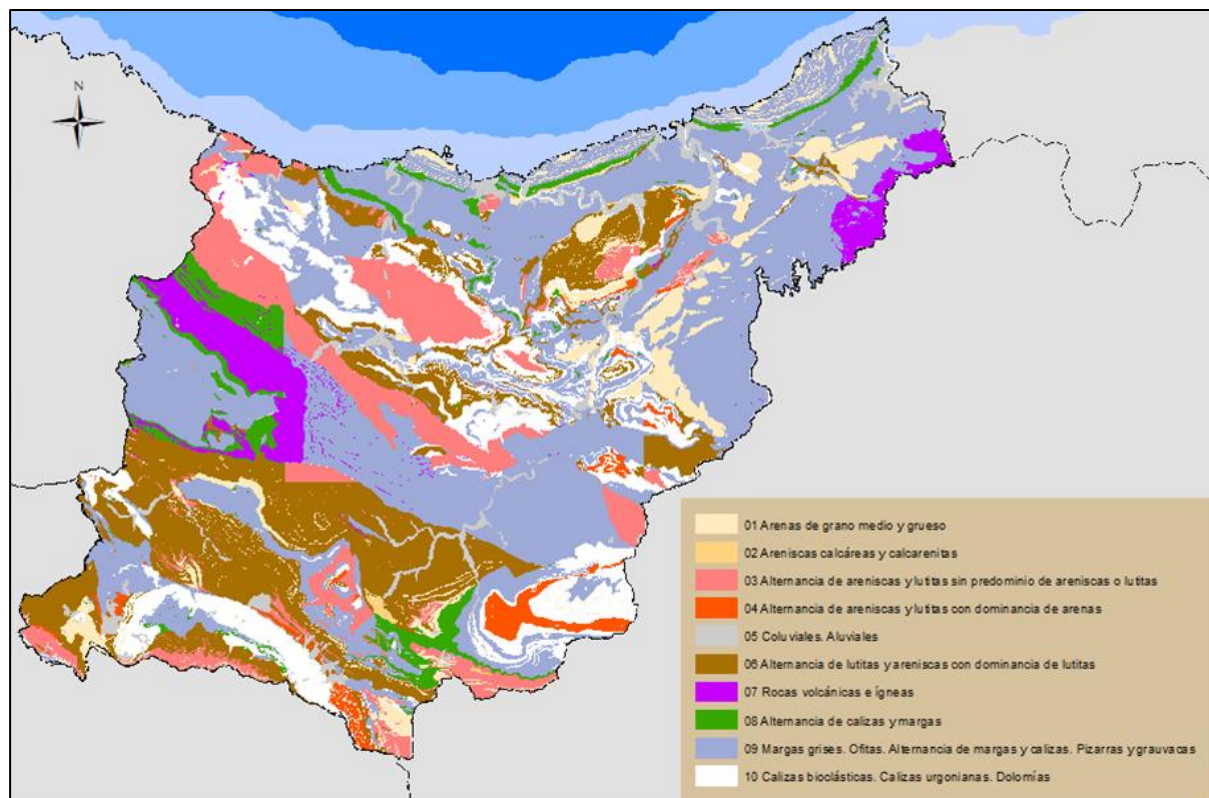 N
01 Arenas de grano medio y grueso
02 Areniscas calcáreas y calcarenitas
03 Alternancia de areniscas y lutitas sin predominio de areniscas o lutitas
04 Alternancia de areniscas y lutitas con dominancia de arenas
05 Coluviales. Aluviales
06 Alternancia de lutitas y areniscas con dominancia de lutitas
07 Rocas volcánicas e ígneas
08 Alternancia de calizas y margas
09 Margas grises. Ofitas. Alternancia de margas y calizas. Pizarras y grauvacas
10 Calizas bioclásticas. Calizas urgonianas. Dolomías